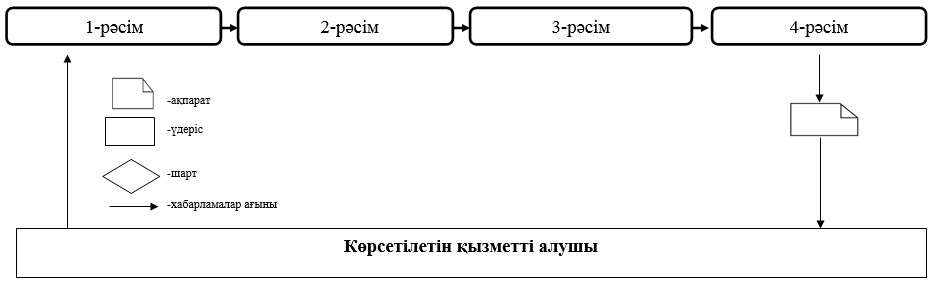 1-рәсім 2-рәсім 3-рәсім 4-рәсім
-ақпарат
-үдеріс
-шарт
-хабарламалар ағыны
Көрсетілетін қызметті алушы